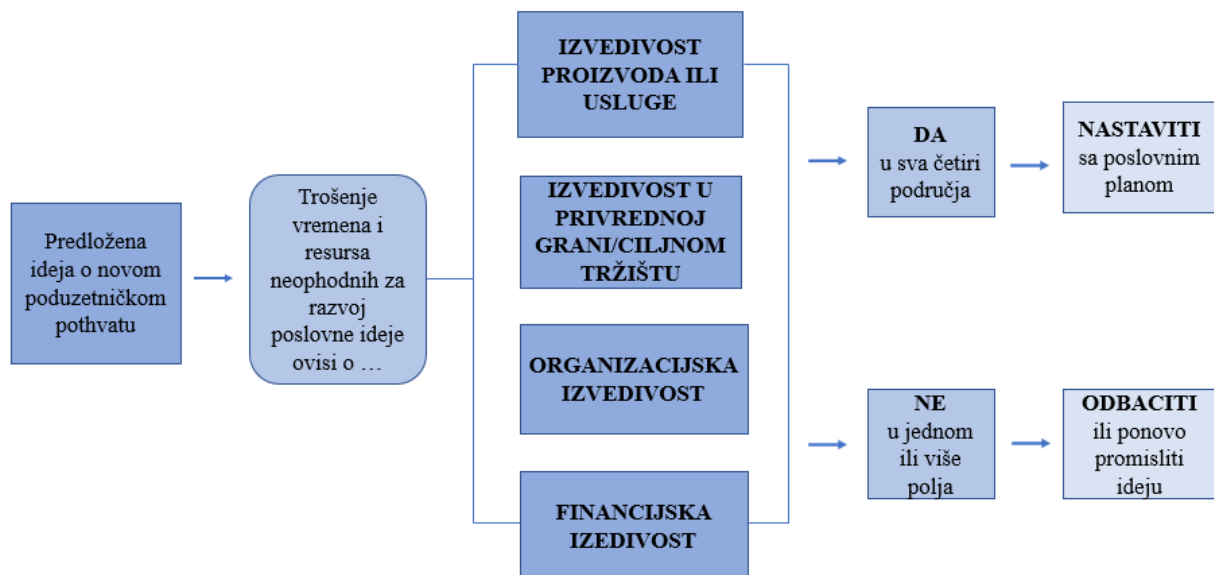 Predložena
ideja o novom
poduzetničkom
pothvatu
Trošenje
vremena i
resursa
neophodnih za
razvoj
poslovne ideje
ovisi o …
IZVEDIVOST
PROIZVODA ILI
USLUGE
IZVEDIVOST U
PRIVREDNOJ
GRANI/CILJNOM
TRŽIŠTU
ORGANIZACIJSKA
IZVEDIVOST
FINANCIJSKA
IZEDIVOST
DA
u sva četiri
područja
NASTAVITI
sa poslovnim
planom
NE
u jednom
ili više
polja
ODBACITI
ili ponovo
promisliti
ideju